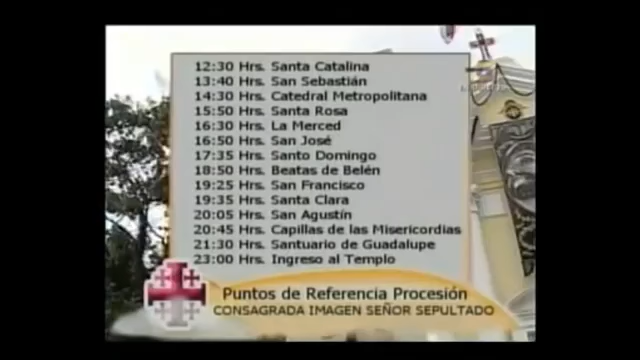 12:30 Hrs. Santa Catalina
13:40 Hrs. San Sebastián
14:30 Hrs. Catedral Metropolitana
15:50 Hrs. Santa Rosa
16:30 Hrs. La Merced
16:50 Hrs. San José
17:35 Hrs. Santo Domingo
18:50 Hrs. Beatas de Belén
19:25 Hrs. San Francisco
19:35 Hrs. Santa Clara
20:05 Hrs. San Agustín
20:45 Hrs. Capillas de las Misericordias
21:30 Hrs. Santuario de Guadalupe
23:00 Hrs. Ingreso al Templo
Puntos de Referencia Procesión
CONSAGRADA IMAGEN SEÑOR SEPULTADO